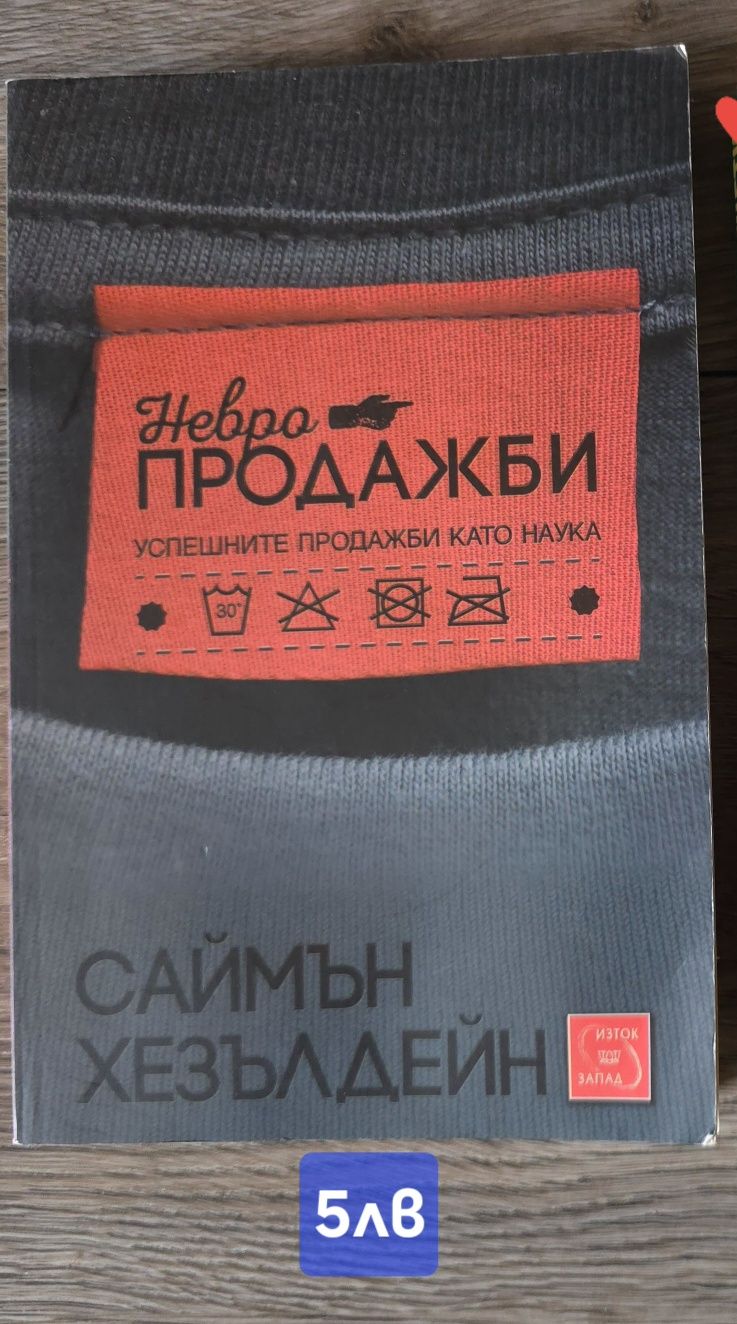 Невро
ПРОДАЖБИ
УСПЕШНИТЕ ПРОДАЖБИ КАТО НАУКА
30°
САЙМЪН
ХЕЗЪЛДЕЙН
ИЗТОК
ЗАПАД
5лв